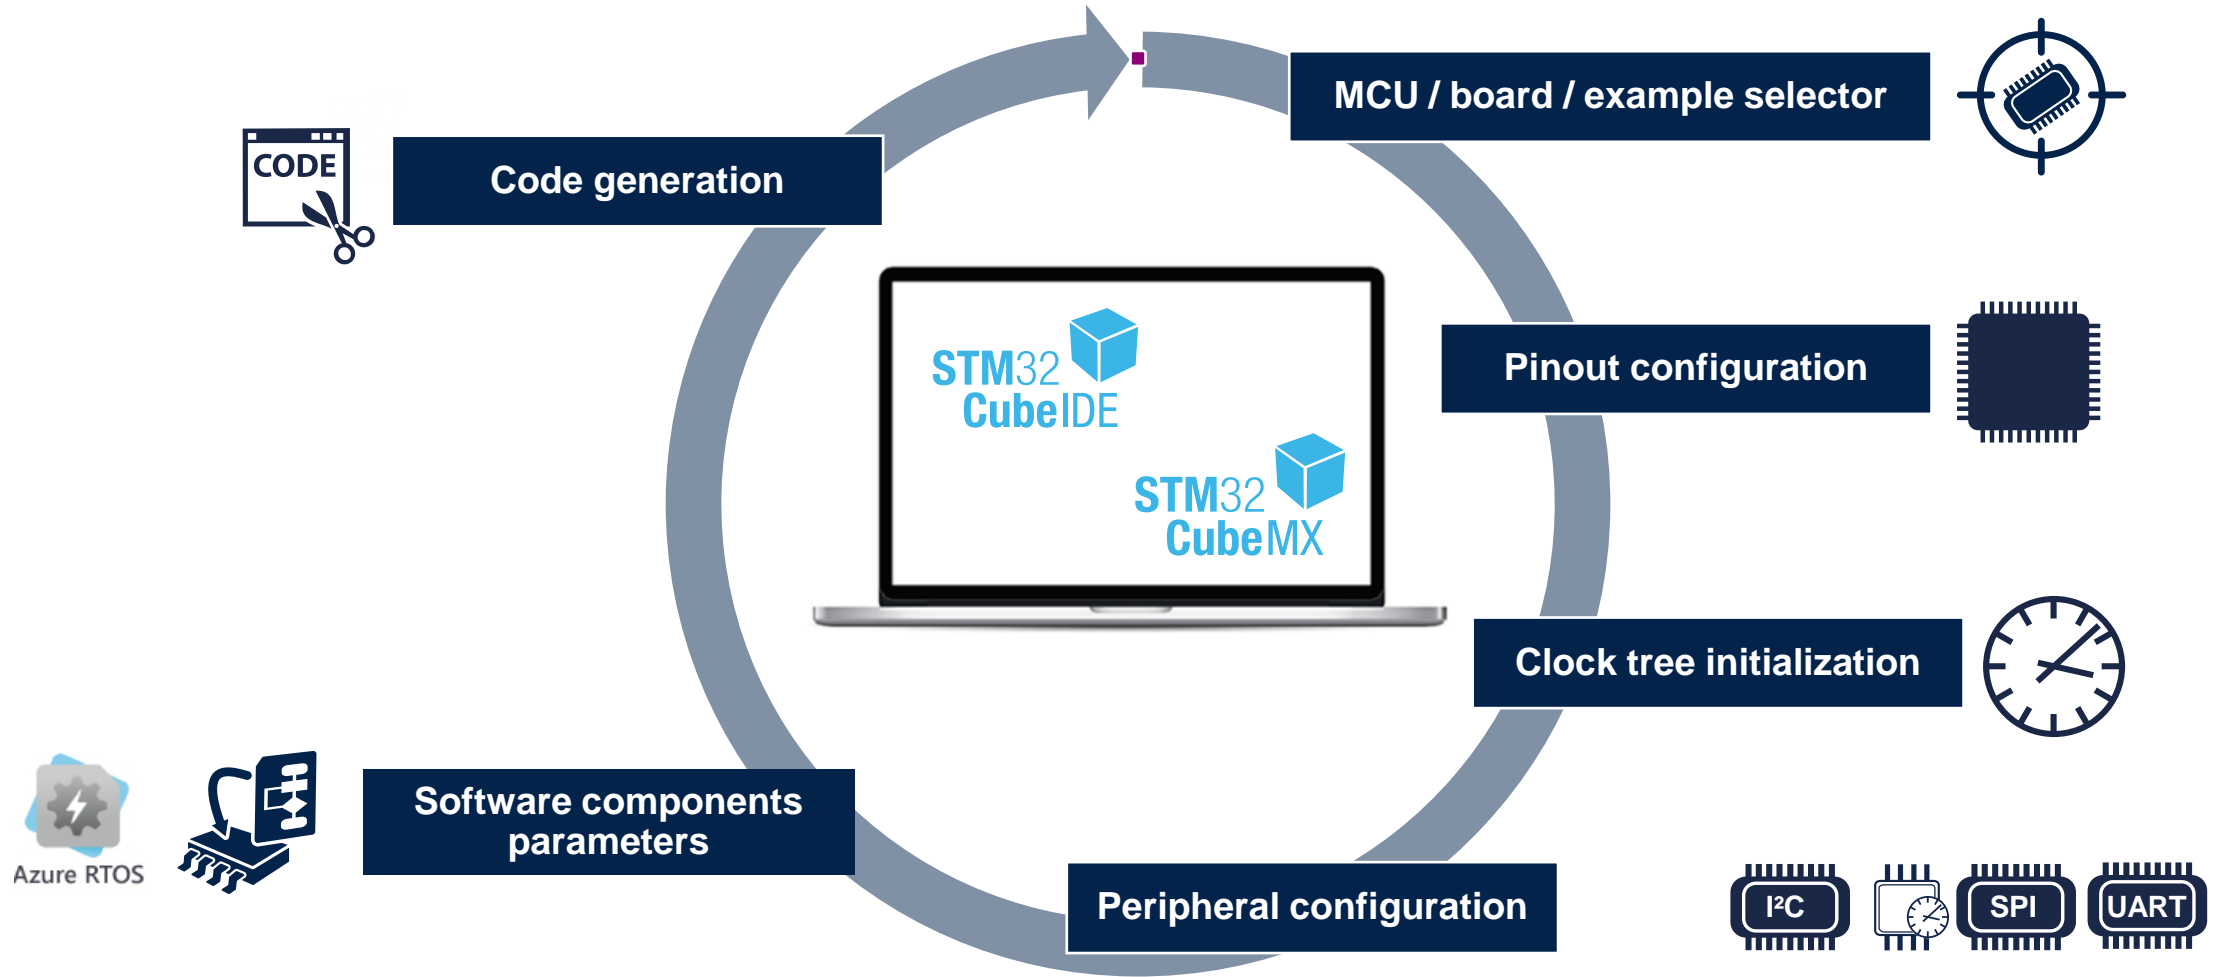 MCU / board / example selector
CODE
Code generation
STM32
CubeIDE
Pinout configuration
STM32
CubeMX
Clock tree initialization
Software components
parameters
Azure RTOS
Peripheral configuration
I²C
SPI
UART